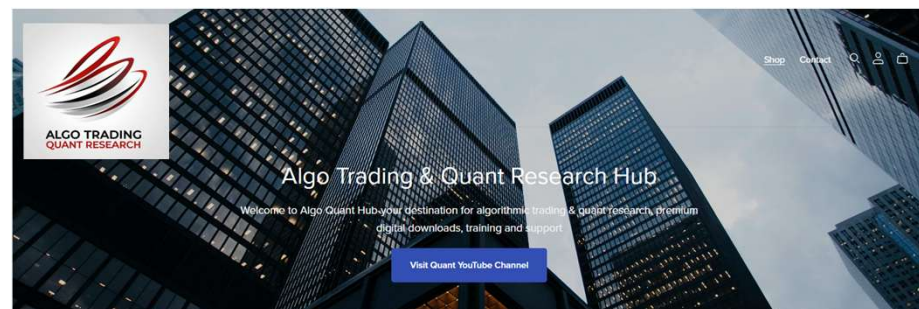 ALGO TRADING
QUANT RESEARCH
Shop Contact
Algo Trading & Quant Research Hub
Welcome to Algo Quant Hub-your destination for algorithmic trading & quant research, premium
digital downloads, training and support
Visit Quant YouTube Channel